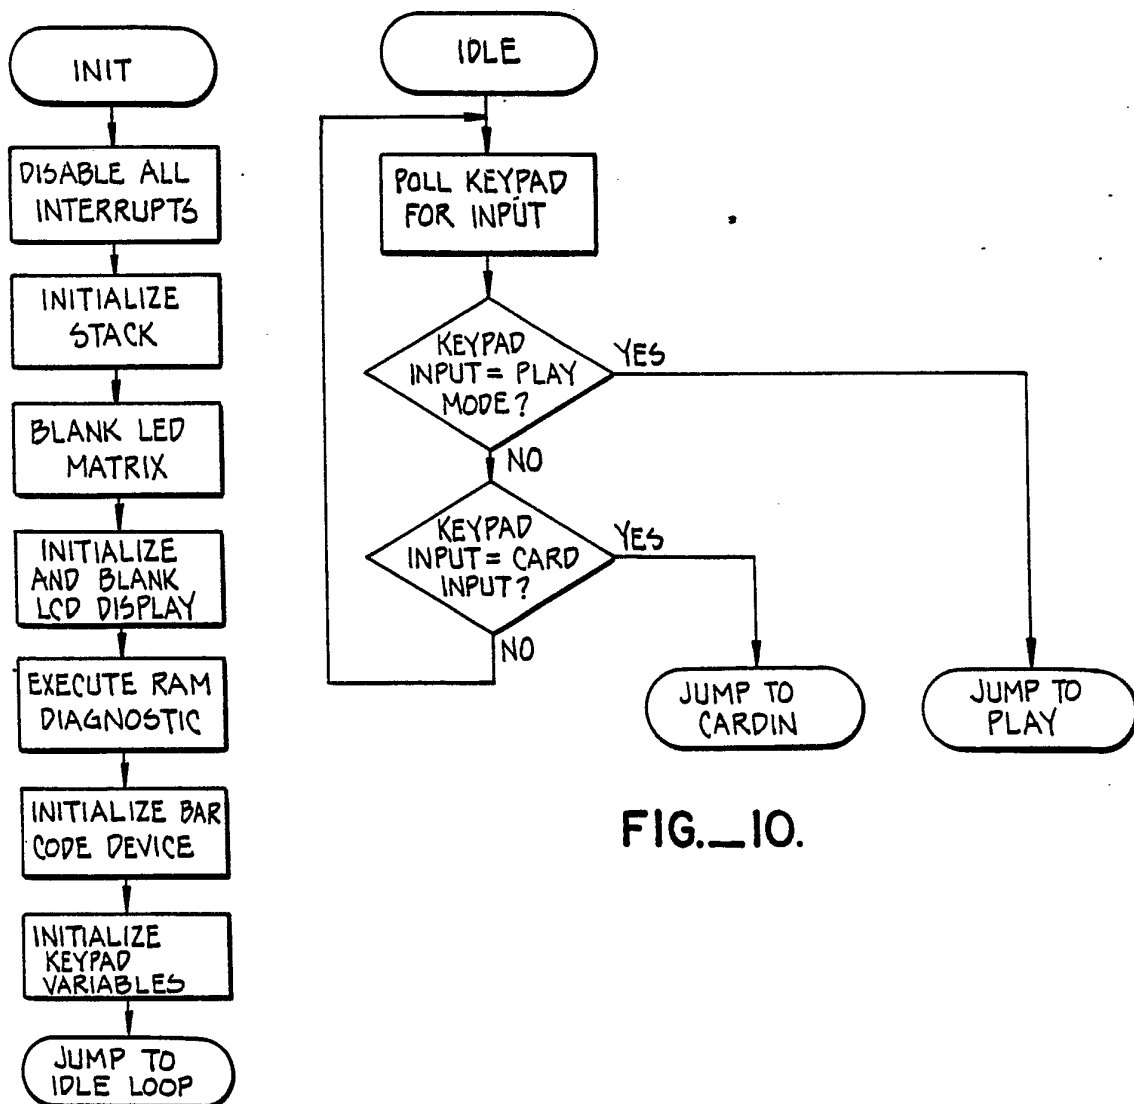 INIT
DISABLE ALL
INTERRUPTS
INITIALIZE
STACK
BLANK LED
MATRIX
INITIALIZE
AND BLANK
LCD DISPLAY
EXECUTE RAM
DIAGNOSTIC
INITIALIZE BAR
CODE DEVICE
INITIALIZE
KEYPAD
VARIABLES
JUMP TO
IDLE LOOP
IDLE
POLL KEYPAD
FOR INPUT
KEYPAD
INPUT = PLAY
MODE?
YES
NO
KEYPAD
INPUT = CARD
INPUT?
YES
NO
JUMP TO
CARDIN
JUMP TO
PLAY
FIG._10.